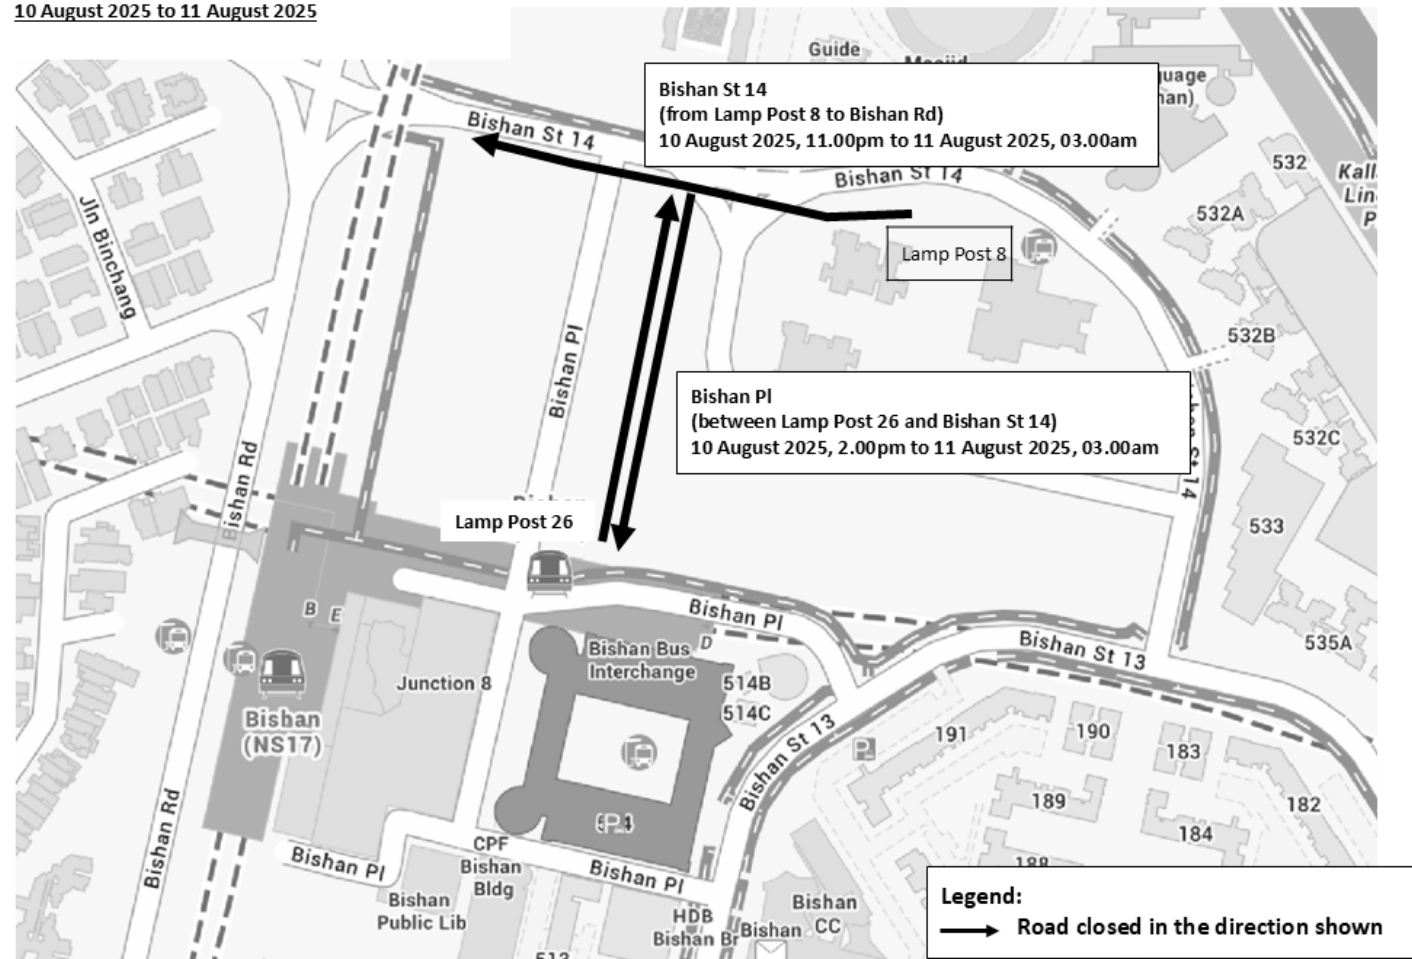 10 August 2025 to 11 August 2025
Guide
Bishan St 14
(from Lamp Post 8 to Bishan Rd)
10 August 2025, 11.00pm to 11 August 2025, 03.00am
Bishan St 14
Bishan St 14
532
532A
Jln Binchang
Lamp Post 8
532B
Bishan Pl
Bishan Pl
(between Lamp Post 26 and Bishan St 14)
10 August 2025, 2.00pm to 11 August 2025, 03.00am
532C
Bishan Rd
Lamp Post 26
533
B
E
Bishan Pl
D
Bishan St 13
535A
Bishan Bus
Interchange
Junction 8
514B
514C
Bishan
(NS17)
Bishan St 13
191
190
183
189
182
184
Bishan Rd
Bishan Pl
CPF
Bishan
Bldg
Bishan Pl
188
Bishan
Public Lib
HDB
Bishan Br
Bishan
Bishan
CC
513
Legend:
Road closed in the direction shown